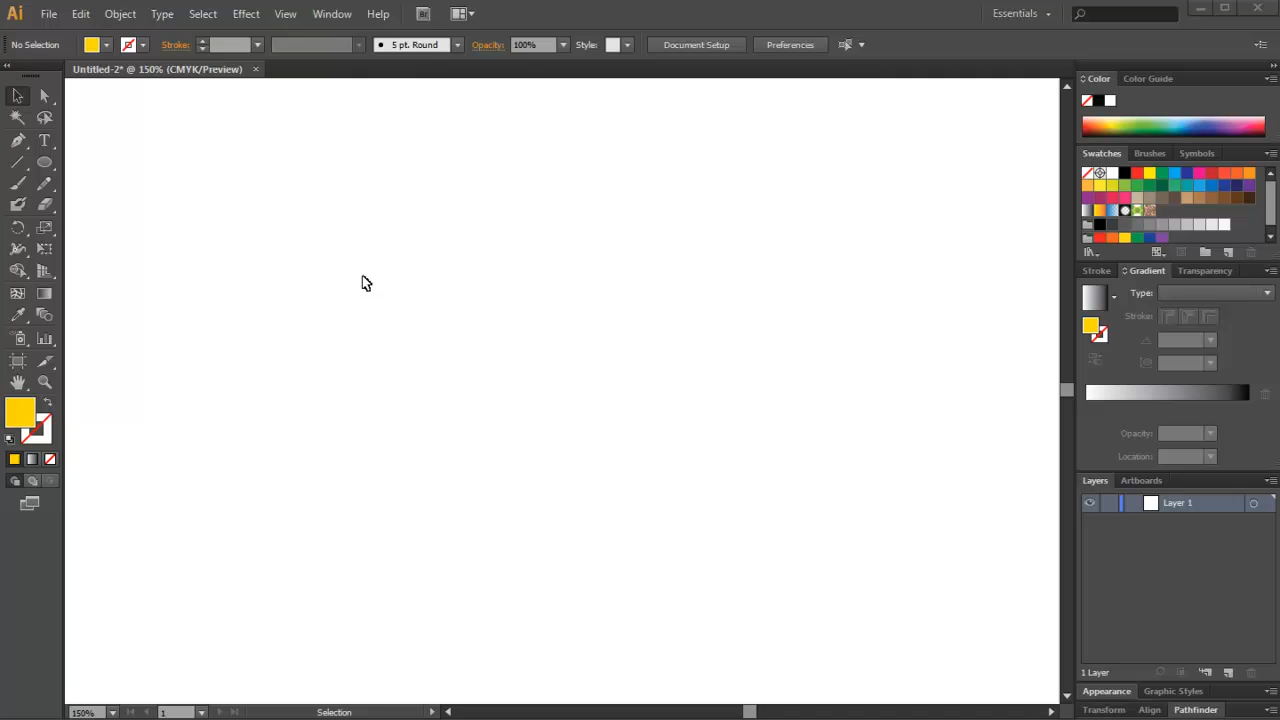 Ai File Edit Object Type Select Effect View Window Help Br Essentials
No Selection Stroke: 5 pt. Round Opacity: 100% Style: Document Setup Preferences
Untitled-2* @ 150% (CMYK/Preview)
Color Color Guide
Swatches Brushes Symbols
Stroke Gradient Transparency
Type:
Stroke:
Opacity:
Location:
Layers Artboards
Layer 1
1 Layer
Appearance Graphic Styles
Transform Align Pathfinder
150% 1 Selection